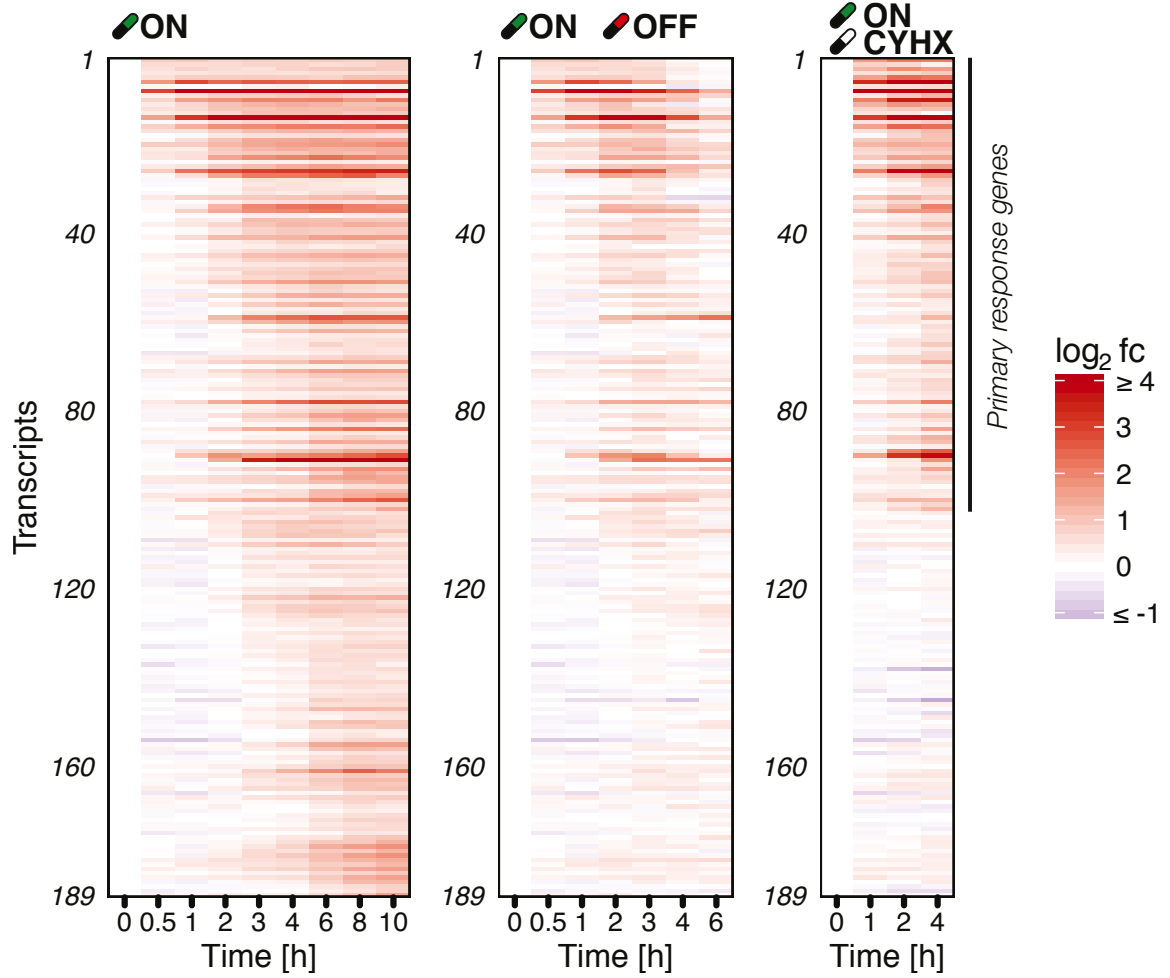 ON
ON OFF
ON
CYHX
1
40
80
120
160
189
Transcripts
0 0.5 1 2 3 4 6 8 10
Time [h]
1
40
80
120
160
189
0 0.5 1 2 3 4 6
Time [h]
1
40
80
120
160
189
0 1 2 4
Time [h]
Primary response genes
log₂ fc
≥ 4
3
2
1
0
≤ -1